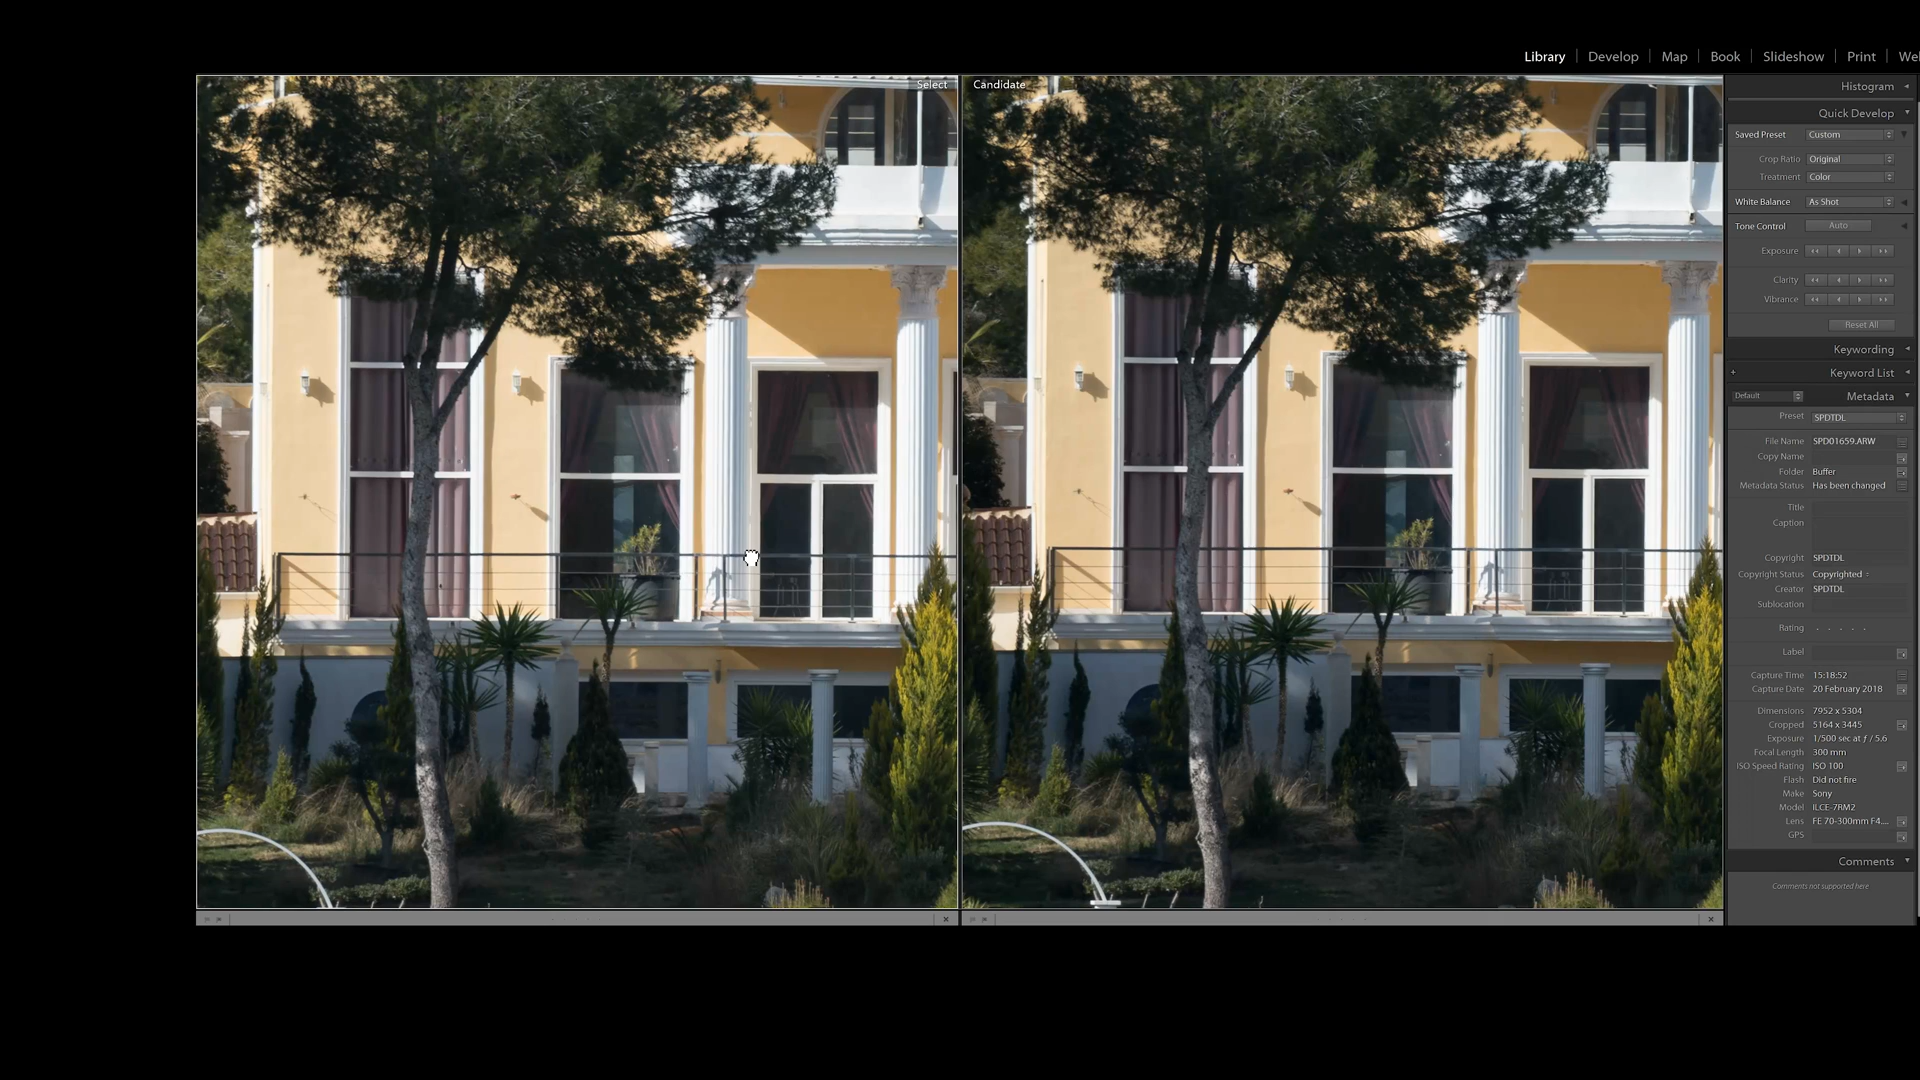 Library | Develop | Map | Book | Slideshow | Print | We
Select
Candidate
Histogram
Quick Develop
Saved Preset Custom
Crop Ratio Original
Treatment Color
White Balance As Shot
Tone Control Auto
Exposure
Clarity
Vibrance
Reset All
Keywording
+ Keyword List
Default Metadata
Preset SPDTDL
File Name SPD01659.ARW
Copy Name
Folder Buffer
Metadata Status Has been changed
Title
Caption
Copyright SPDTDL
Copyright Status Copyrighted
Creator SPDTDL
Sublocation
Rating . . . . .
Label
Capture Time 15:18:52
Capture Date 20 February 2018
Dimensions 7952 x 5304
Cropped 5164 x 3445
Exposure 1/500 sec at ƒ / 5.6
Focal Length 300 mm
ISO Speed Rating ISO 100
Flash Did not fire
Make Sony
Model ILCE-7RM2
Lens FE 70-300mm F4....
GPS
Comments
Comments not supported here